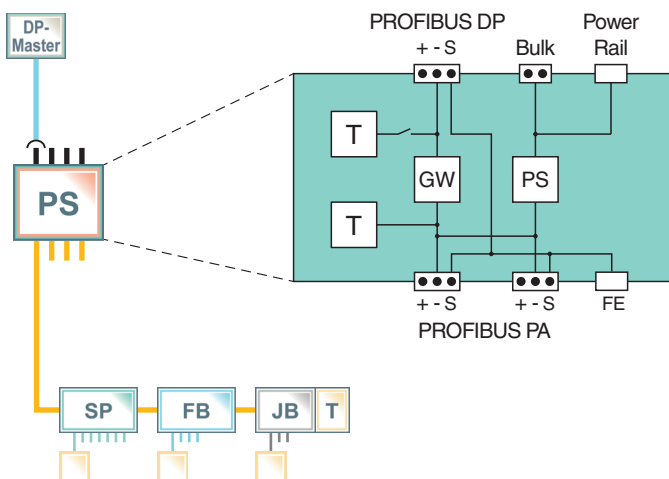 DP-
Master
PROFIBUS DP
Power
Rail
+ - S
Bulk
T
GW
PS
T
PS
+ - S
+ - S
FE
PROFIBUS PA
SP
FB
JB
T